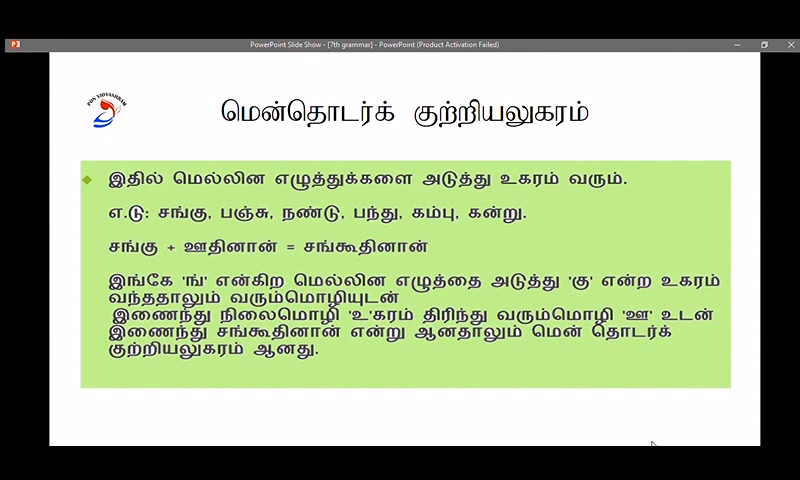 PowerPoint Slide Show - [7th grammar] - PowerPoint (Product Activation Failed)
PON VIDYASHRAM
மென்தொடர்க் குற்றியலுகரம்
இதில் மெல்லின எழுத்துக்களை அடுத்து உகரம் வரும்.
எ.டு: சங்கு, பஞ்சு, நண்டு, பந்து, கம்பு, கன்று.
சங்கு + ஊதினான் = சங்கூதினான்
இங்கே 'ங்' என்கிற மெல்லின எழுத்தை அடுத்து 'கு' என்ற உகரம்
வந்ததாலும் வரும்மொழியுடன்
இணைந்து நிலைமொழி 'உ'கரம் திரிந்து வரும்மொழி 'ஊ' உடன்
இணைந்து சங்கூதினான் என்று ஆனதாலும் மென் தொடர்க்
குற்றியலுகரம் ஆனது.